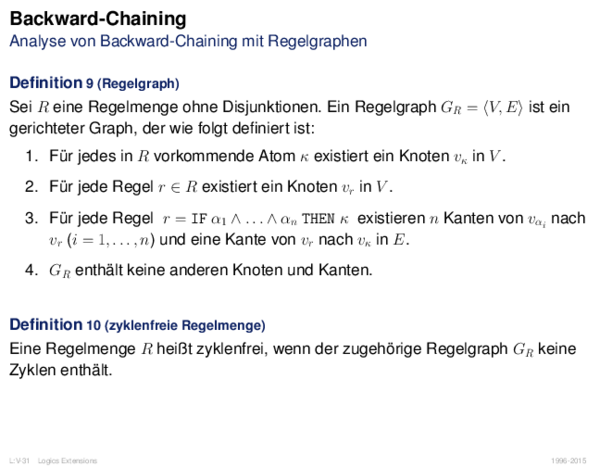 Backward-Chaining
Analyse von Backward-Chaining mit Regelgraphen
Definition 9 (Regelgraph)
Sei R eine Regelmenge ohne Disjunktionen. Ein Regelgraph G_R = ⟨V, E⟩ ist ein
gerichteter Graph, der wie folgt definiert ist:
1. Für jedes in R vorkommende Atom κ existiert ein Knoten v_κ in V.
2. Für jede Regel r ∈ R existiert ein Knoten v_r in V.
3. Für jede Regel r = IF α₁ ∧ … ∧ αₙ THEN κ existieren n Kanten von v_{α_i} nach
v_r (i = 1, …, n) und eine Kante von v_r nach v_κ in E.
4. G_R enthält keine anderen Knoten und Kanten.
Definition 10 (zyklenfreie Regelmenge)
Eine Regelmenge R heißt zyklenfrei, wenn der zugehörige Regelgraph G_R keine
Zyklen enthält.
L:V-31 Logics Extensions 1996-2015